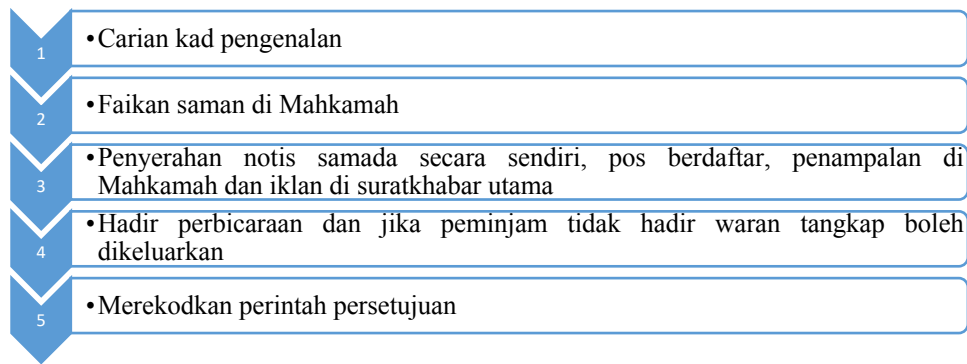 1
•Carian kad pengenalan
2
•Faikan saman di Mahkamah
3
•Penyerahan notis samada secara sendiri, pos berdaftar, penampalan di
Mahkamah dan iklan di suratkhabar utama
4
•Hadir perbicaraan dan jika peminjam tidak hadir waran tangkap boleh
dikeluarkan
5
•Merekodkan perintah persetujuan